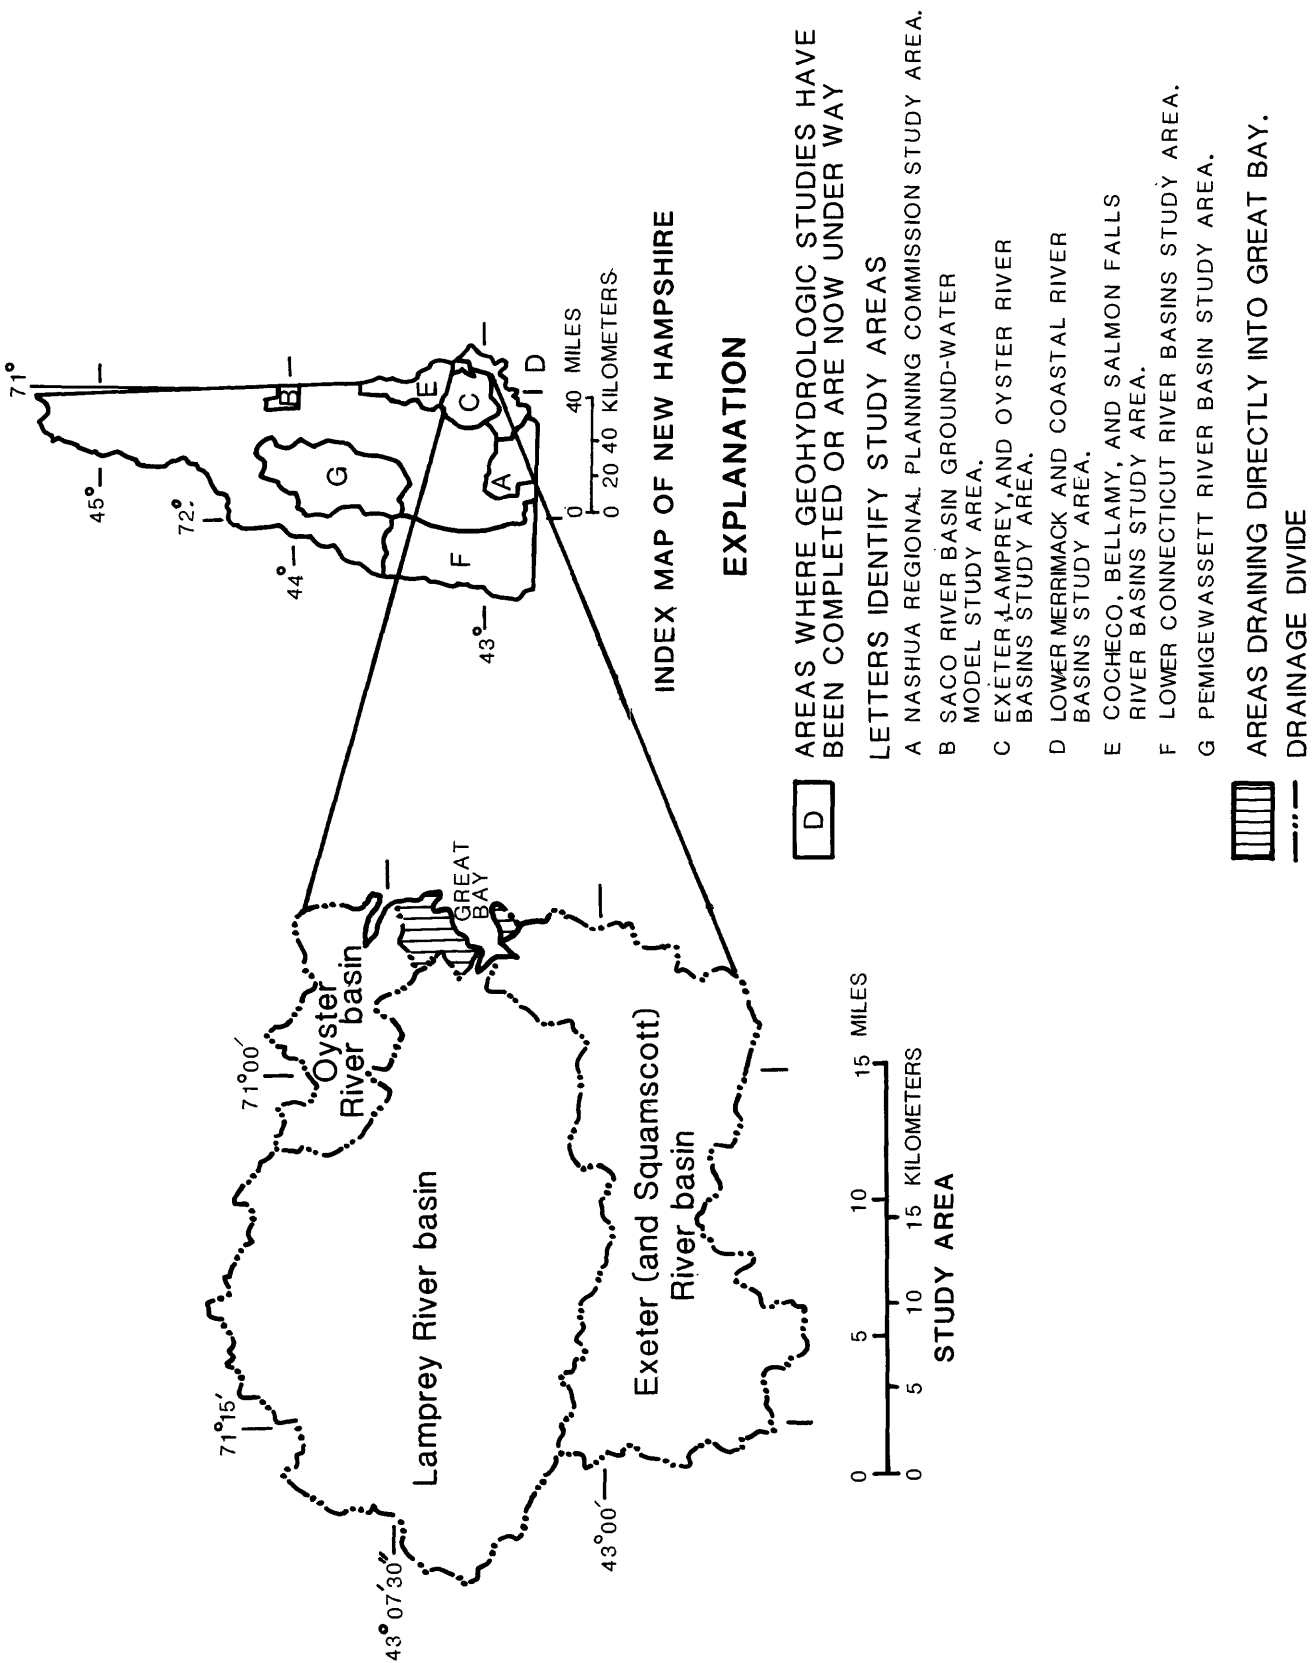 71°
45°
72°
44°
43°
B
E
C
G
A
F
D
0 20 40 MILES
0 20 40 KILOMETERS
INDEX MAP OF NEW HAMPSHIRE
71°00′
71°15′
43°07′30″
43°00′
Oyster
River basin
GREAT
BAY
Lamprey River basin
Exeter (and Squamscott)
River basin
0 5 10 15 MILES
0 5 10 15 KILOMETERS
STUDY AREA
EXPLANATION
D AREAS WHERE GEOHYDROLOGIC STUDIES HAVE
BEEN COMPLETED OR ARE NOW UNDER WAY
LETTERS IDENTIFY STUDY AREAS
A NASHUA REGIONAL PLANNING COMMISSION STUDY AREA.
B SACO RIVER BASIN GROUND-WATER
MODEL STUDY AREA.
C EXETER, LAMPREY, AND OYSTER RIVER
BASINS STUDY AREA.
D LOWER MERRIMACK AND COASTAL RIVER
BASINS STUDY AREA.
E COCHECO, BELLAMY, AND SALMON FALLS
RIVER BASINS STUDY AREA.
F LOWER CONNECTICUT RIVER BASINS STUDY AREA.
G PEMIGEWASSETT RIVER BASIN STUDY AREA.
AREAS DRAINING DIRECTLY INTO GREAT BAY.
DRAINAGE DIVIDE